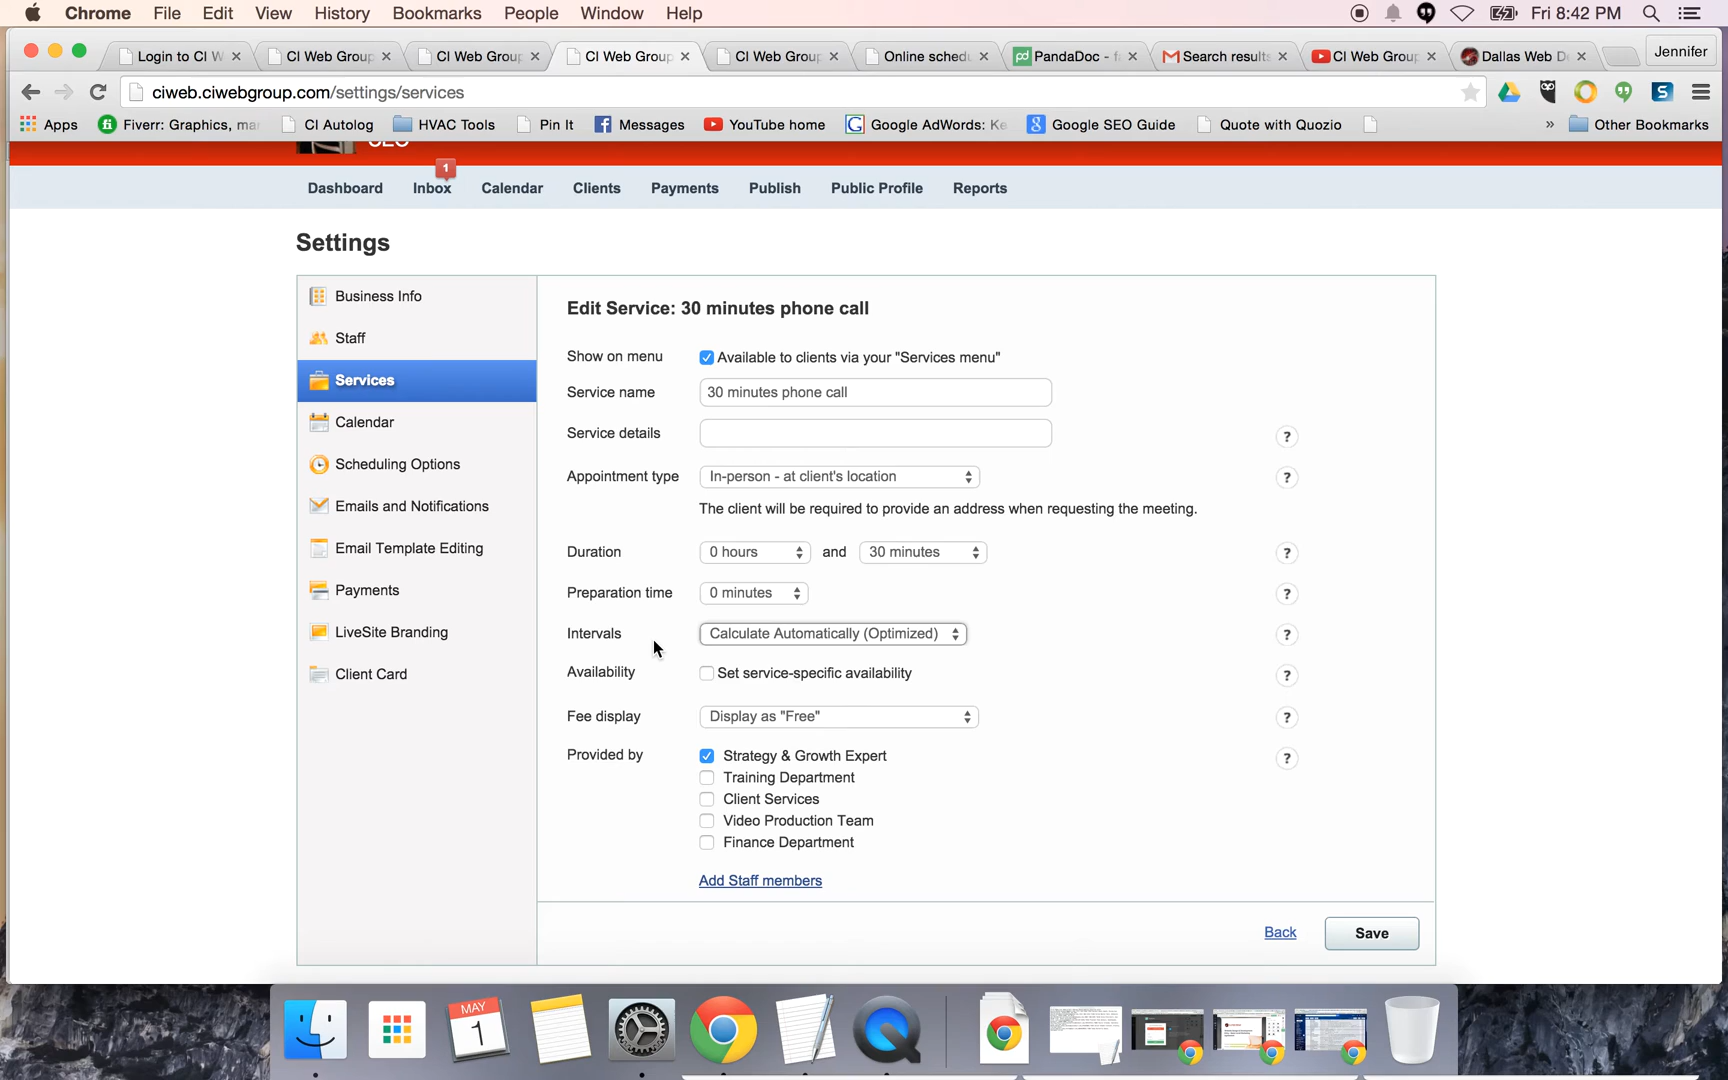 Chrome File Edit View History Bookmarks People Window Help Fri 8:42 PM
Login to CI W CI Web Group CI Web Group CI Web Group CI Web Group Online schedu PandaDoc - f Search results CI Web Group Dallas Web D Jennifer
ciweb.ciwebgroup.com/settings/services
Apps Fiverr: Graphics, mar CI Autolog HVAC Tools Pin It Messages YouTube home Google AdWords: Ke Google SEO Guide Quote with Quozio » Other Bookmarks
CEO
1
Dashboard Inbox Calendar Clients Payments Publish Public Profile Reports
Settings
Business Info
Staff
Services
Calendar
Scheduling Options
Emails and Notifications
Email Template Editing
Payments
LiveSite Branding
Client Card
Edit Service: 30 minutes phone call
Show on menu Available to clients via your "Services menu"
Service name 30 minutes phone call
Service details ?
Appointment type In-person - at client's location ?
The client will be required to provide an address when requesting the meeting.
Duration 0 hours and 30 minutes ?
Preparation time 0 minutes ?
Intervals Calculate Automatically (Optimized) ?
Availability Set service-specific availability ?
Fee display Display as "Free" ?
Provided by Strategy & Growth Expert ?
Training Department
Client Services
Video Production Team
Finance Department
Add Staff members
Back Save
MAY
1